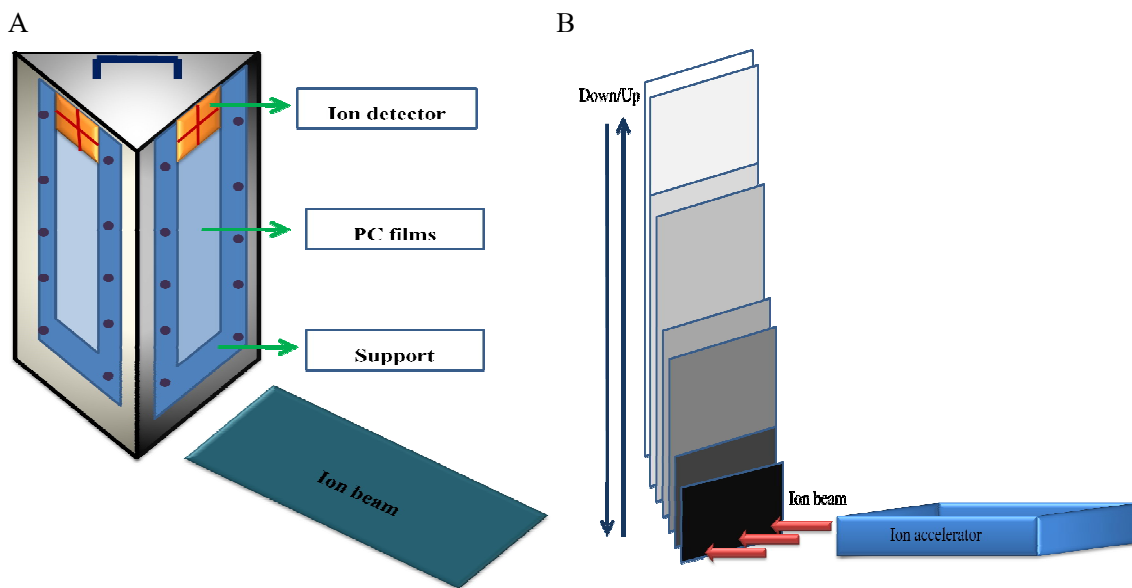 A
Ion detector
PC films
Support
Ion beam
B
Down/Up
Ion beam
Ion accelerator